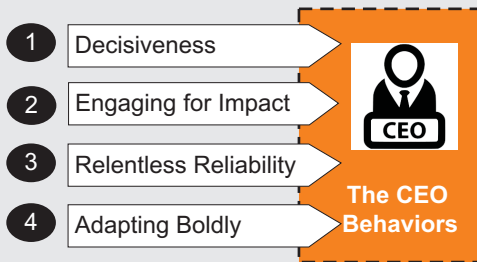 1 Decisiveness
2 Engaging for Impact
3 Relentless Reliability
4 Adapting Boldly
CEO
The CEO
Behaviors